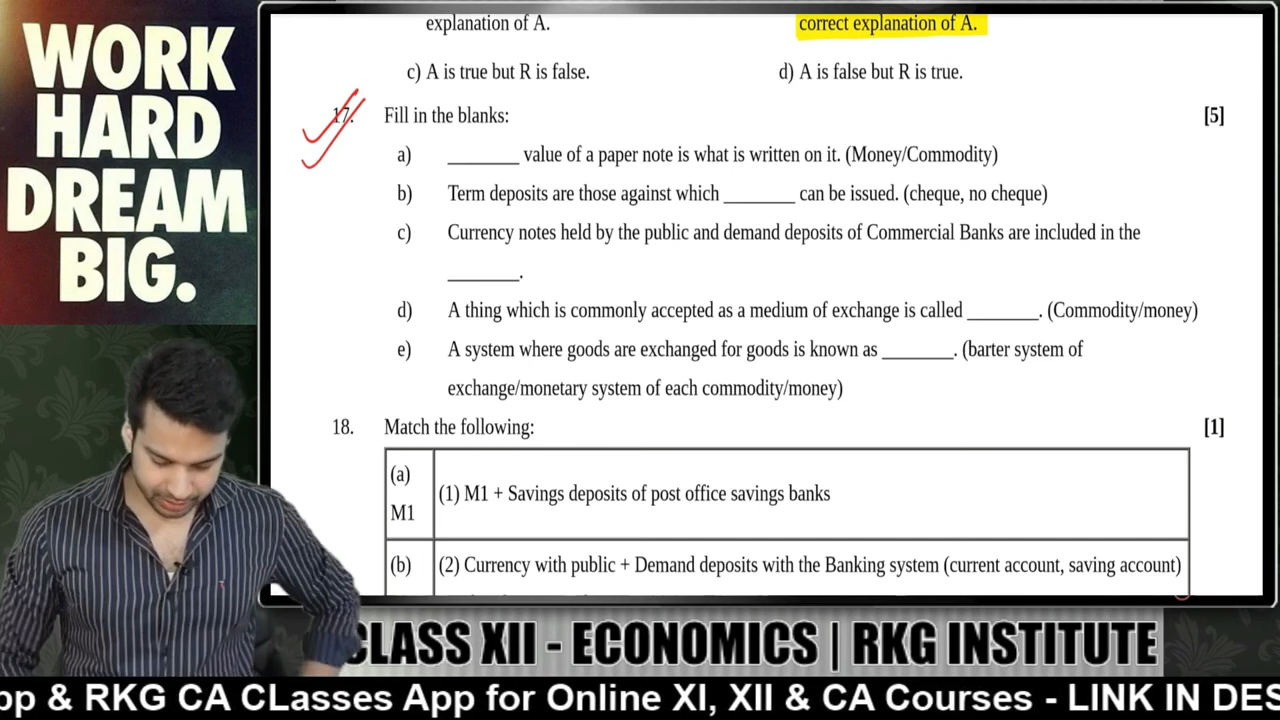 WORK
HARD
DREAM
BIG.
explanation of A.
correct explanation of A.
c) A is true but R is false.
d) A is false but R is true.
17. Fill in the blanks: [5]
a) ________ value of a paper note is what is written on it. (Money/Commodity)
b) Term deposits are those against which ________ can be issued. (cheque, no cheque)
c) Currency notes held by the public and demand deposits of Commercial Banks are included in the
________.
d) A thing which is commonly accepted as a medium of exchange is called ________. (Commodity/money)
e) A system where goods are exchanged for goods is known as ________. (barter system of
exchange/monetary system of each commodity/money)
18. Match the following: [1]
(a)
M1
(1) M1 + Savings deposits of post office savings banks
(b) (2) Currency with public + Demand deposits with the Banking system (current account, saving account)
CLASS XII - ECONOMICS | RKG INSTITUTE
pp & RKG CA CLasses App for Online XI, XII & CA Courses - LINK IN DES